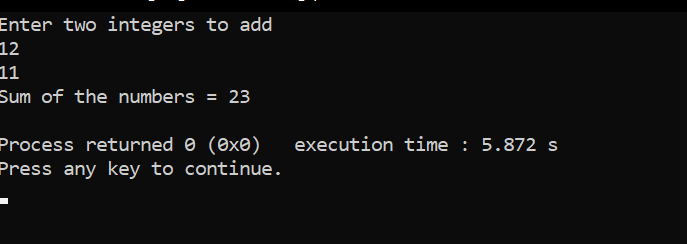 Enter two integers to add
12
11
Sum of the numbers = 23
Process returned 0 (0x0)   execution time : 5.872 s
Press any key to continue.